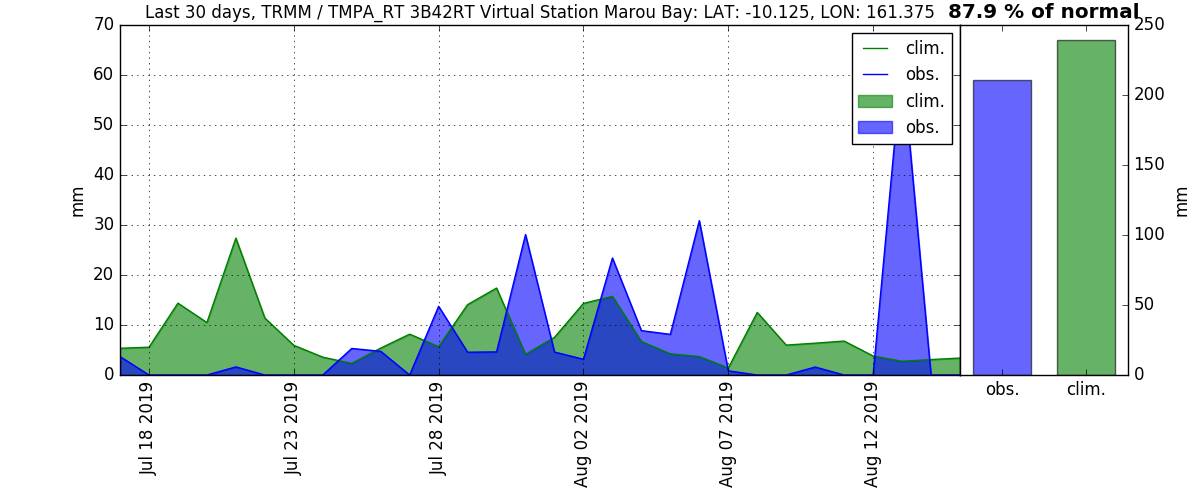 Last 30 days, TRMM / TMPA_RT 3B42RT Virtual Station Marou Bay: LAT: -10.125, LON: 161.375
87.9 % of normal
70
60
50
40
30
20
10
0
mm
clim.
obs.
clim.
obs.
Jul 18 2019
Jul 23 2019
Jul 28 2019
Aug 02 2019
Aug 07 2019
Aug 12 2019
250
200
150
100
50
0
mm
obs.
clim.